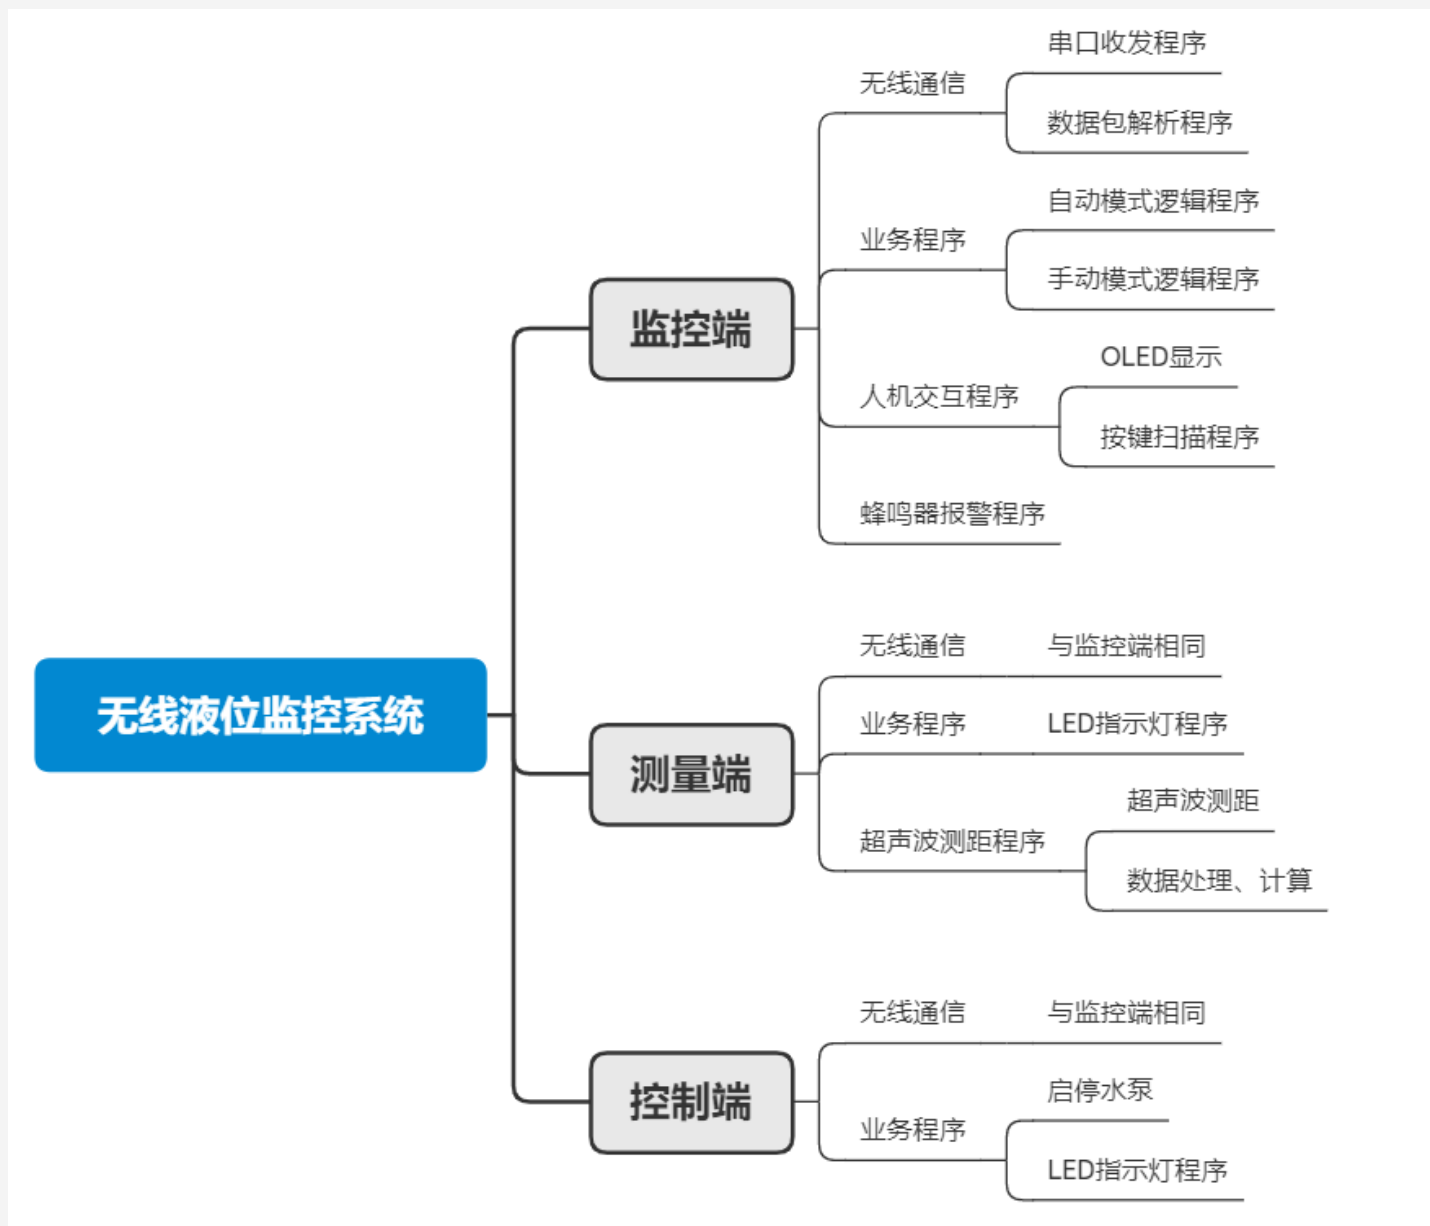 无线液位监控系统
监控端
无线通信
串口收发程序
数据包解析程序
业务程序
自动模式逻辑程序
手动模式逻辑程序
人机交互程序
OLED显示
按键扫描程序
蜂鸣器报警程序
测量端
无线通信
与监控端相同
业务程序
LED指示灯程序
超声波测距程序
超声波测距
数据处理、计算
控制端
无线通信
与监控端相同
业务程序
启停水泵
LED指示灯程序